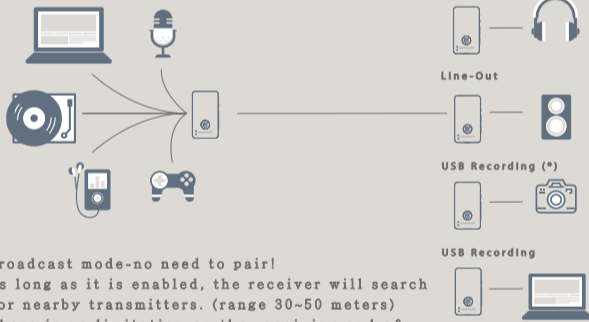 Line-Out
USB Recording (*)
USB Recording
roadcast mode-no need to pair!
s long as it is enabled, the receiver will search
or nearby transmitters. (range 30~50 meters)